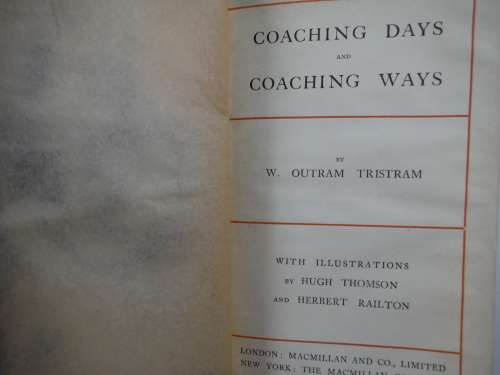 COACHING DAYS
AND
COACHING WAYS
BY
W. OUTRAM TRISTRAM
WITH ILLUSTRATIONS
BY HUGH THOMSON
AND HERBERT RAILTON
LONDON: MACMILLAN AND CO., LIMITED
NEW YORK: THE MACMILLAN